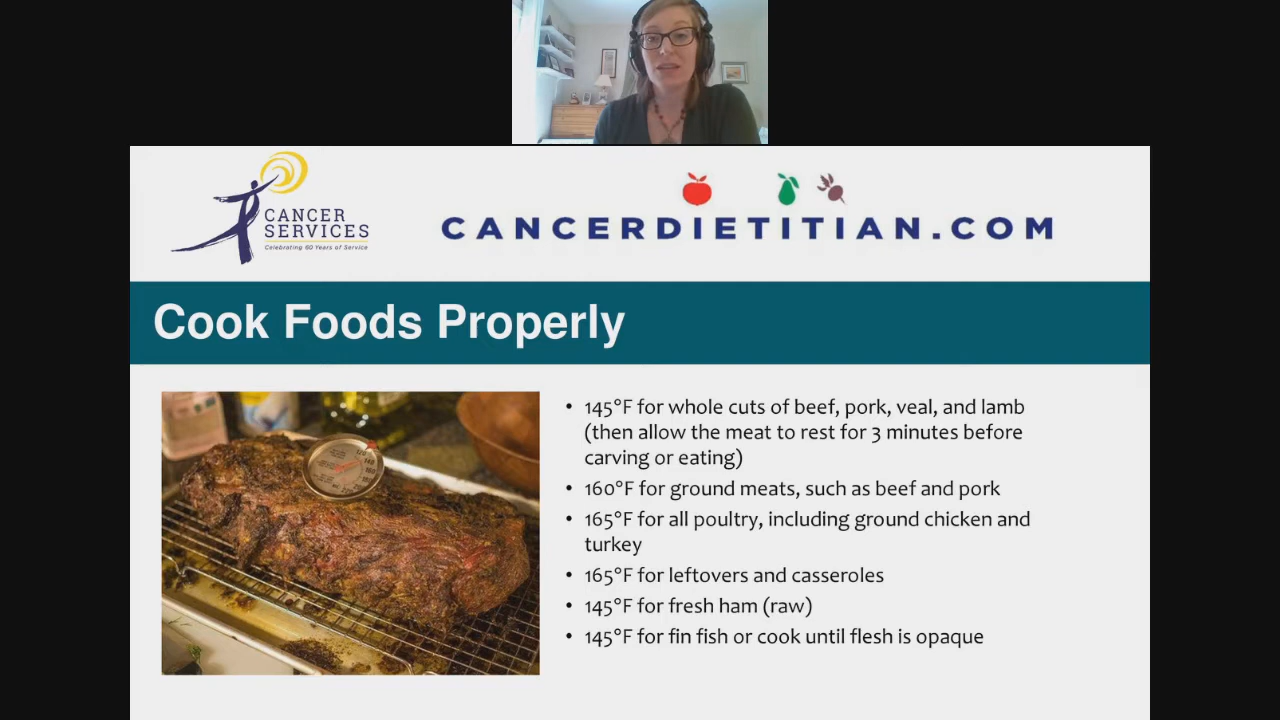 CANCER
SERVICES
Celebrating 60 Years of Service
CANCERDIETITIAN.COM
Cook Foods Properly
• 145°F for whole cuts of beef, pork, veal, and lamb
(then allow the meat to rest for 3 minutes before
carving or eating)
• 160°F for ground meats, such as beef and pork
• 165°F for all poultry, including ground chicken and
turkey
• 165°F for leftovers and casseroles
• 145°F for fresh ham (raw)
• 145°F for fin fish or cook until flesh is opaque
120
140
160